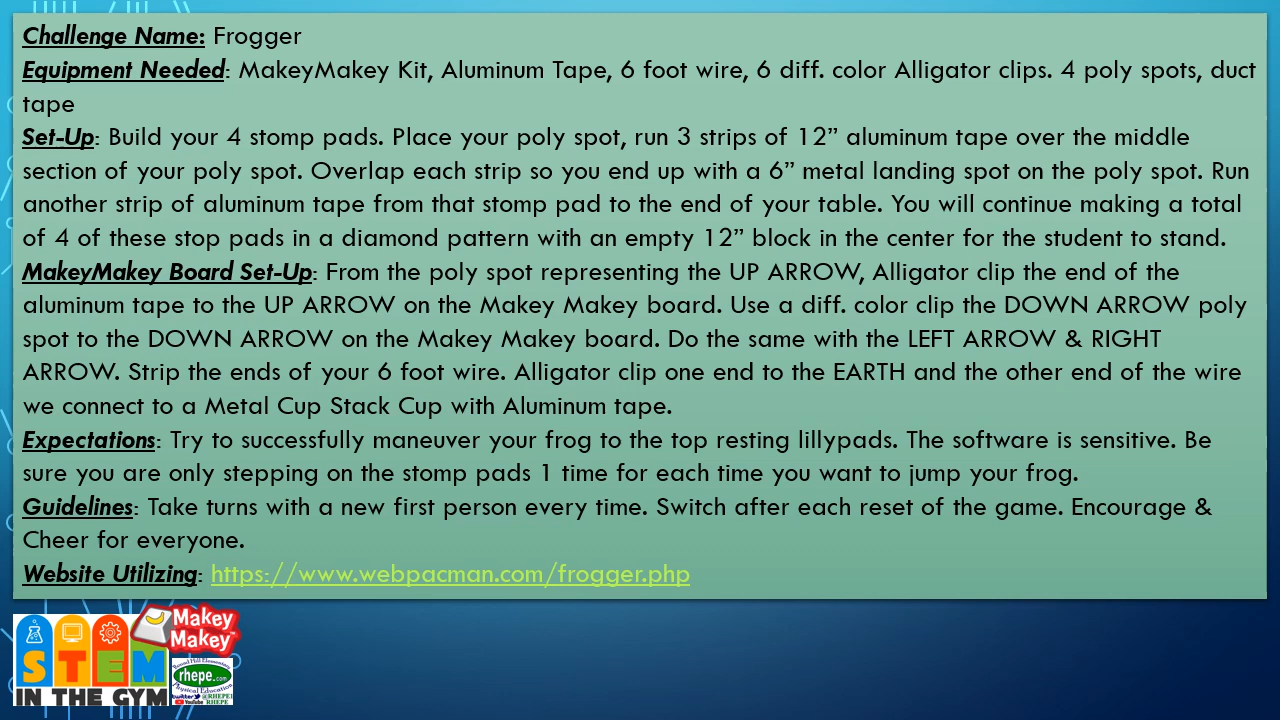 Challenge Name: Frogger
Equipment Needed: MakeyMakey Kit, Aluminum Tape, 6 foot wire, 6 diff. color Alligator clips. 4 poly spots, duct
tape
Set-Up: Build your 4 stomp pads. Place your poly spot, run 3 strips of 12” aluminum tape over the middle
section of your poly spot. Overlap each strip so you end up with a 6” metal landing spot on the poly spot. Run
another strip of aluminum tape from that stomp pad to the end of your table. You will continue making a total
of 4 of these stop pads in a diamond pattern with an empty 12” block in the center for the student to stand.
MakeyMakey Board Set-Up: From the poly spot representing the UP ARROW, Alligator clip the end of the
aluminum tape to the UP ARROW on the Makey Makey board. Use a diff. color clip the DOWN ARROW poly
spot to the DOWN ARROW on the Makey Makey board. Do the same with the LEFT ARROW & RIGHT
ARROW. Strip the ends of your 6 foot wire. Alligator clip one end to the EARTH and the other end of the wire
we connect to a Metal Cup Stack Cup with Aluminum tape.
Expectations: Try to successfully maneuver your frog to the top resting lillypads. The software is sensitive. Be
sure you are only stepping on the stomp pads 1 time for each time you want to jump your frog.
Guidelines: Take turns with a new first person every time. Switch after each reset of the game. Encourage &
Cheer for everyone.
Website Utilizing: https://www.webpacman.com/frogger.php
Makey
Makey™
STEM
IN THE GYM
Round Hill Elementary
rhepe.com
Physical Education
twitter @RHEPE1
YouTube RHEPE